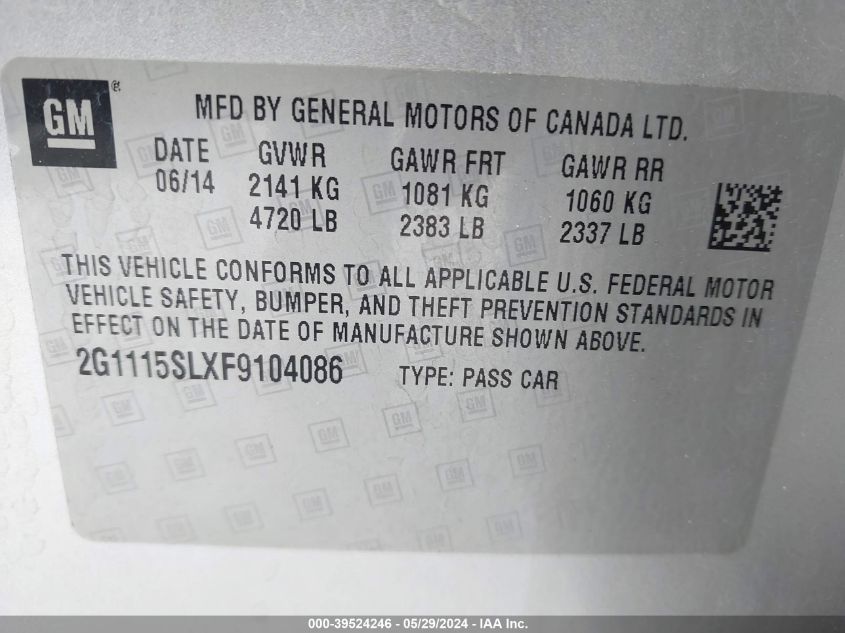 GM®
MFD BY GENERAL MOTORS OF CANADA LTD.
DATE GVWR GAWR FRT GAWR RR
06/14 2141 KG 1081 KG 1060 KG
4720 LB 2383 LB 2337 LB
THIS VEHICLE CONFORMS TO ALL APPLICABLE U.S. FEDERAL MOTOR
VEHICLE SAFETY, BUMPER, AND THEFT PREVENTION STANDARDS IN
EFFECT ON THE DATE OF MANUFACTURE SHOWN ABOVE.
2G1115SLXF9104086 TYPE: PASS CAR
000-39524246 - 05/29/2024 - IAA Inc.